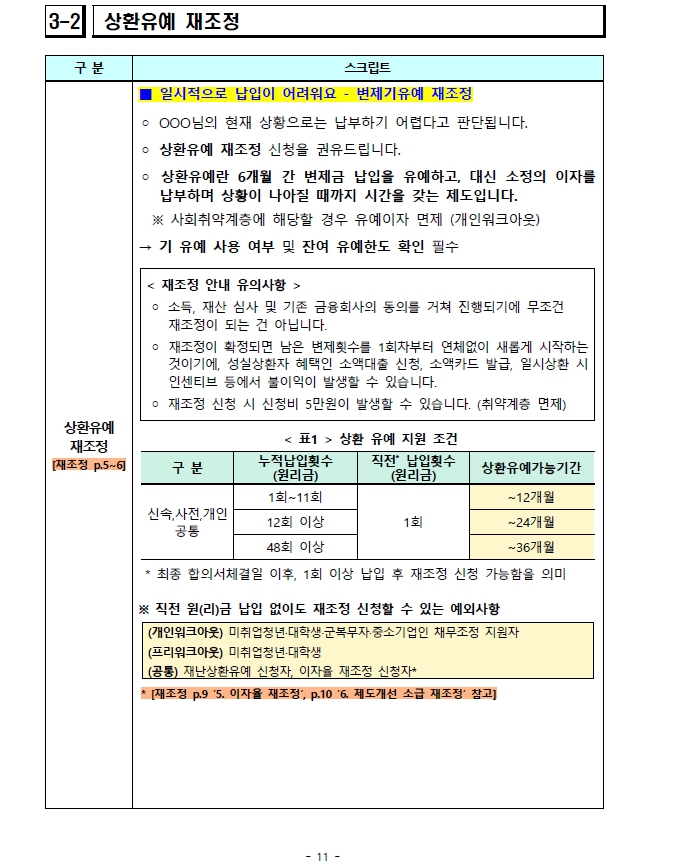 3-2 상환유예 재조정
구 분 스크립트
■ 일시적으로 납입이 어려워요 - 변제기유예 재조정
○ OOO님의 현재 상황으로는 납부하기 어렵다고 판단됩니다.
○ 상환유예 재조정 신청을 권유드립니다.
○ 상환유예란 6개월 간 변제금 납입을 유예하고, 대신 소정의 이자를
납부하며 상황이 나아질 때까지 시간을 갖는 제도입니다.
※ 사회취약계층에 해당할 경우 유예이자 면제 (개인워크아웃)
→ 기 유예 사용 여부 및 잔여 유예한도 확인 필수
< 재조정 안내 유의사항 >
○ 소득, 재산 심사 및 기존 금융회사의 동의를 거쳐 진행되기에 무조건
재조정이 되는 건 아닙니다.
○ 재조정이 확정되면 남은 변제횟수를 1회차부터 연체없이 새롭게 시작하는
것이기에, 성실상환자 혜택인 소액대출 신청, 소액카드 발급, 일시상환 시
인센티브 등에서 불이익이 발생할 수 있습니다.
○ 재조정 신청 시 신청비 5만원이 발생할 수 있습니다. (취약계층 면제)
상환유예
재조정
[재조정 p.5~6]
< 표1 > 상환 유예 지원 조건
구 분 누적납입횟수 (원리금) 직전* 납입횟수 (원리금) 상환유예가능기간
신속,사전,개인 공통 1회~11회 1회 ~12개월
12회 이상 ~24개월
48회 이상 ~36개월
* 최종 합의서체결일 이후, 1회 이상 납입 후 재조정 신청 가능함을 의미
※ 직전 원(리)금 납입 없이도 재조정 신청할 수 있는 예외사항
(개인워크아웃) 미취업청년·대학생·군복무자·중소기업인 채무조정 지원자
(프리워크아웃) 미취업청년·대학생
(공통) 재난상환유예 신청자, 이자율 재조정 신청자*
* [재조정 p.9 '5. 이자율 재조정', p.10 '6. 제도개선 소급 재조정' 참고]
- 11 -